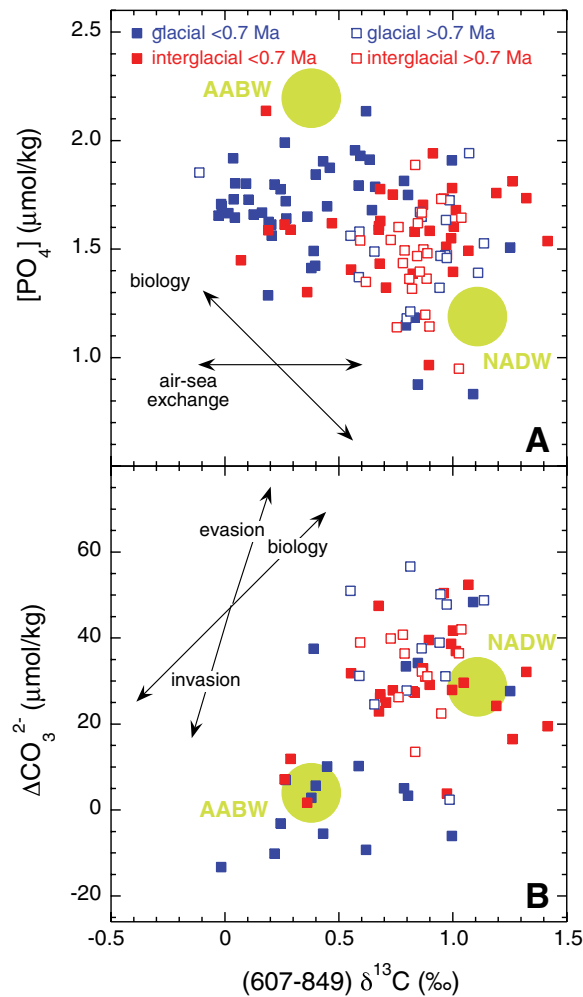 glacial <0.7 Ma
glacial >0.7 Ma
interglacial <0.7 Ma
interglacial >0.7 Ma
2.5
AABW
2.0
[PO4] (µmol/kg)
1.5
biology
1.0
air-sea
exchange
NADW
A
evasion
60
biology
40
NADW
ΔCO3 2- (µmol/kg)
invasion
20
AABW
0
-20
B
-0.5
0
0.5
1.0
1.5
(607-849) δ13C (‰)